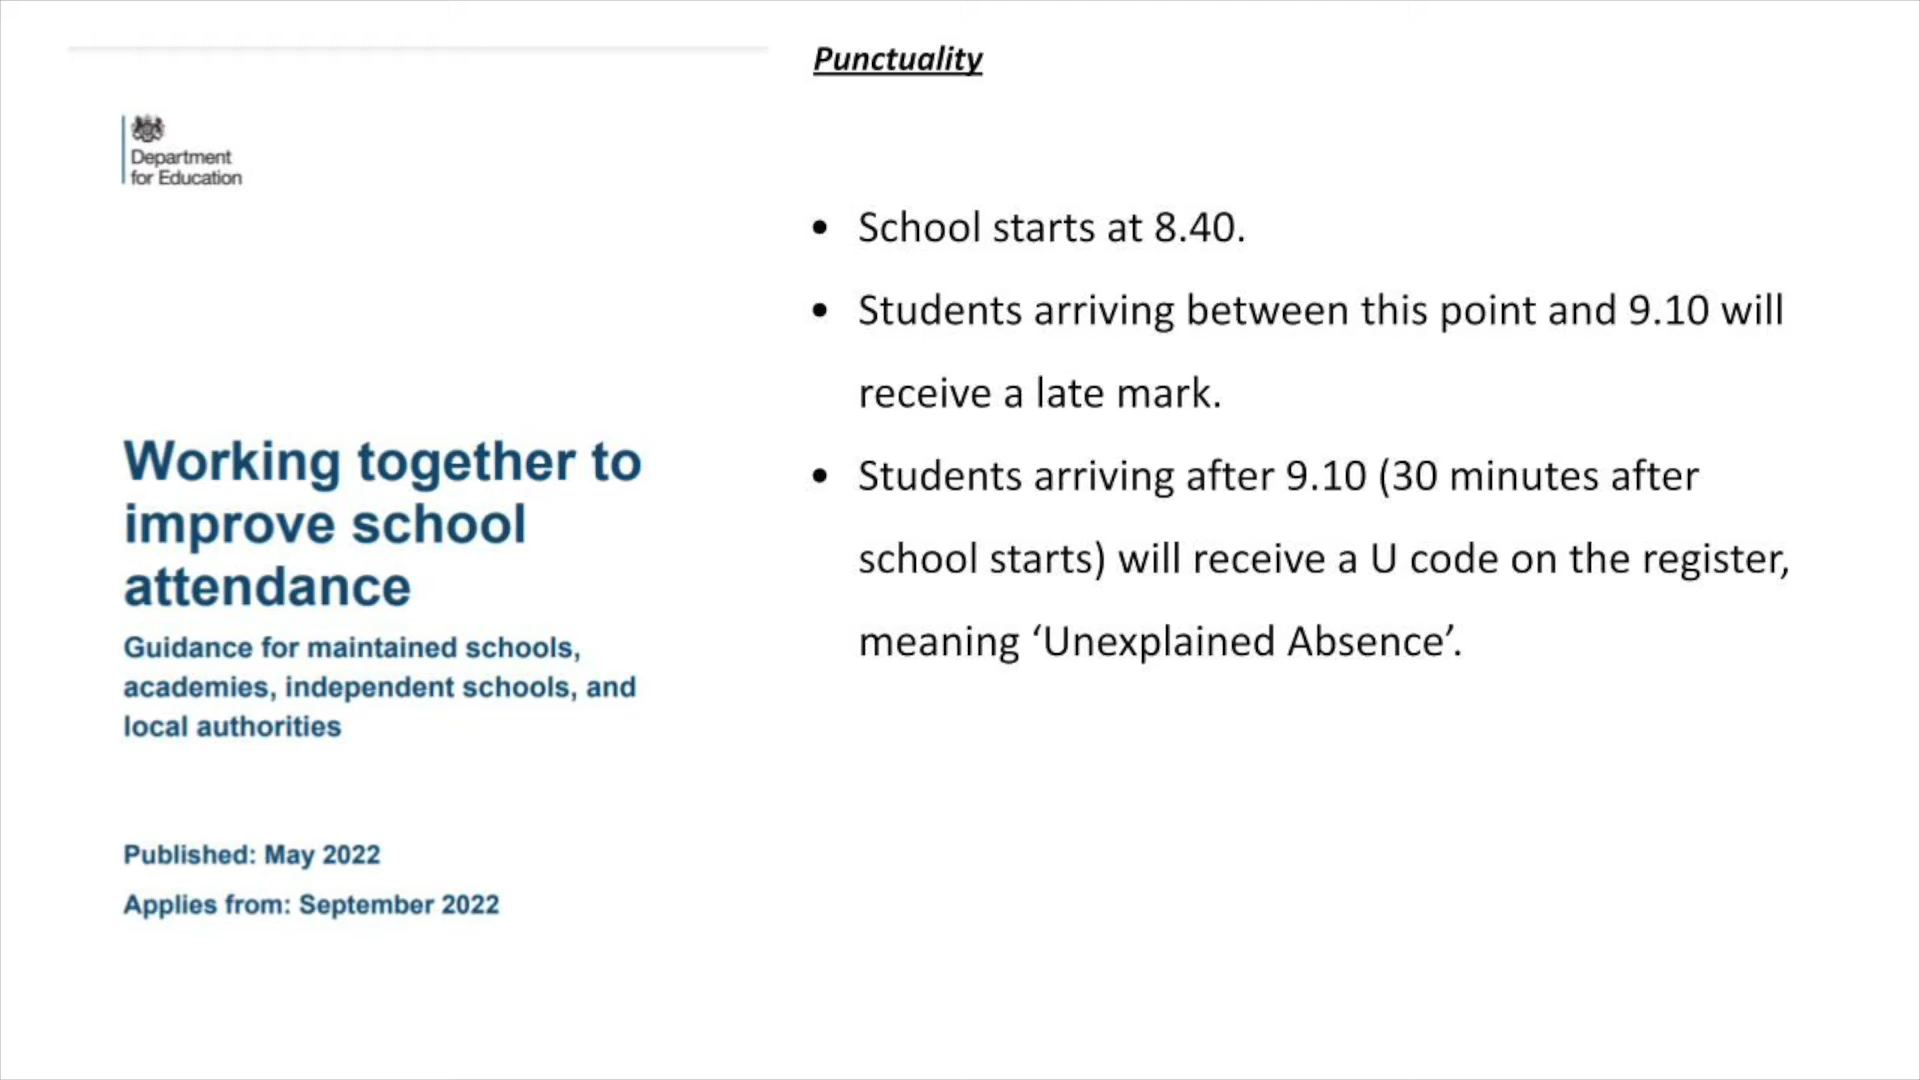 Punctuality
Department
for Education
Working together to
improve school
attendance
Guidance for maintained schools,
academies, independent schools, and
local authorities
Published: May 2022
Applies from: September 2022
• School starts at 8.40.
• Students arriving between this point and 9.10 will
receive a late mark.
• Students arriving after 9.10 (30 minutes after
school starts) will receive a U code on the register,
meaning ‘Unexplained Absence’.